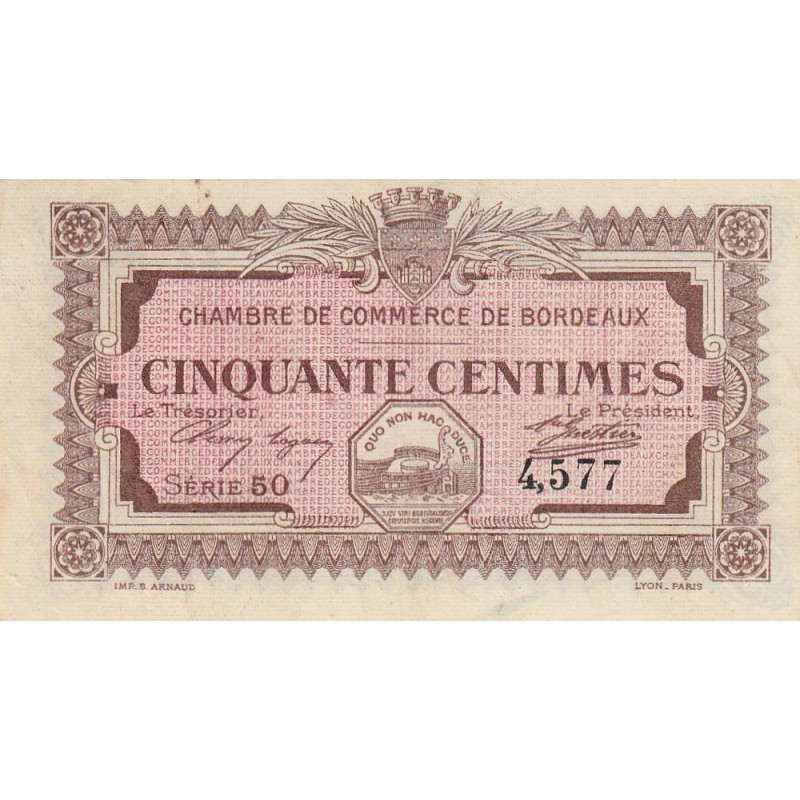 CHAMBRE DE COMMERCE DE BORDEAUX
CINQUANTE CENTIMES
Le Trésorier,
Le Président,
QUO NON HAC DUCE
SÉRIE 50
4,577
IMP. B. ARNAUD
LYON - PARIS